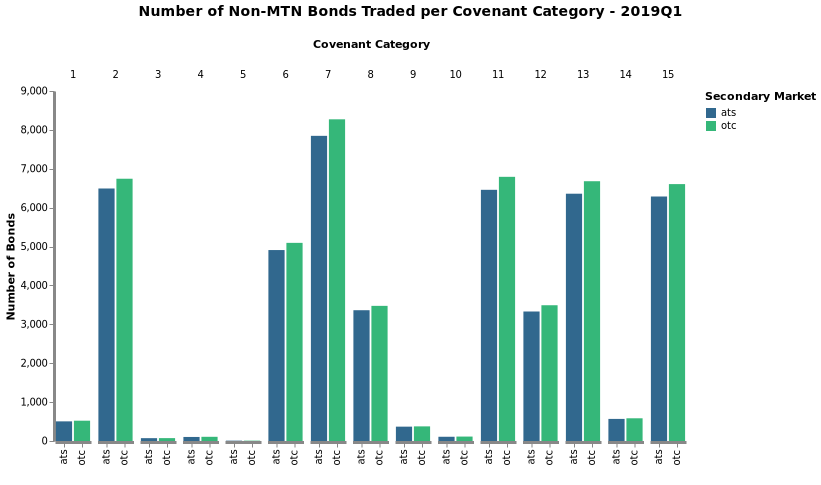 Number of Non-MTN Bonds Traded per Covenant Category - 2019Q1
Covenant Category
1 2 3 4 5 6 7 8 9 10 11 12 13 14 15
Secondary Market
ats
otc
Number of Bonds
9,000
8,000
7,000
6,000
5,000
4,000
3,000
2,000
1,000
0
ats otc ats otc ats otc ats otc ats otc ats otc ats otc ats otc ats otc ats otc ats otc ats otc ats otc ats otc ats otc